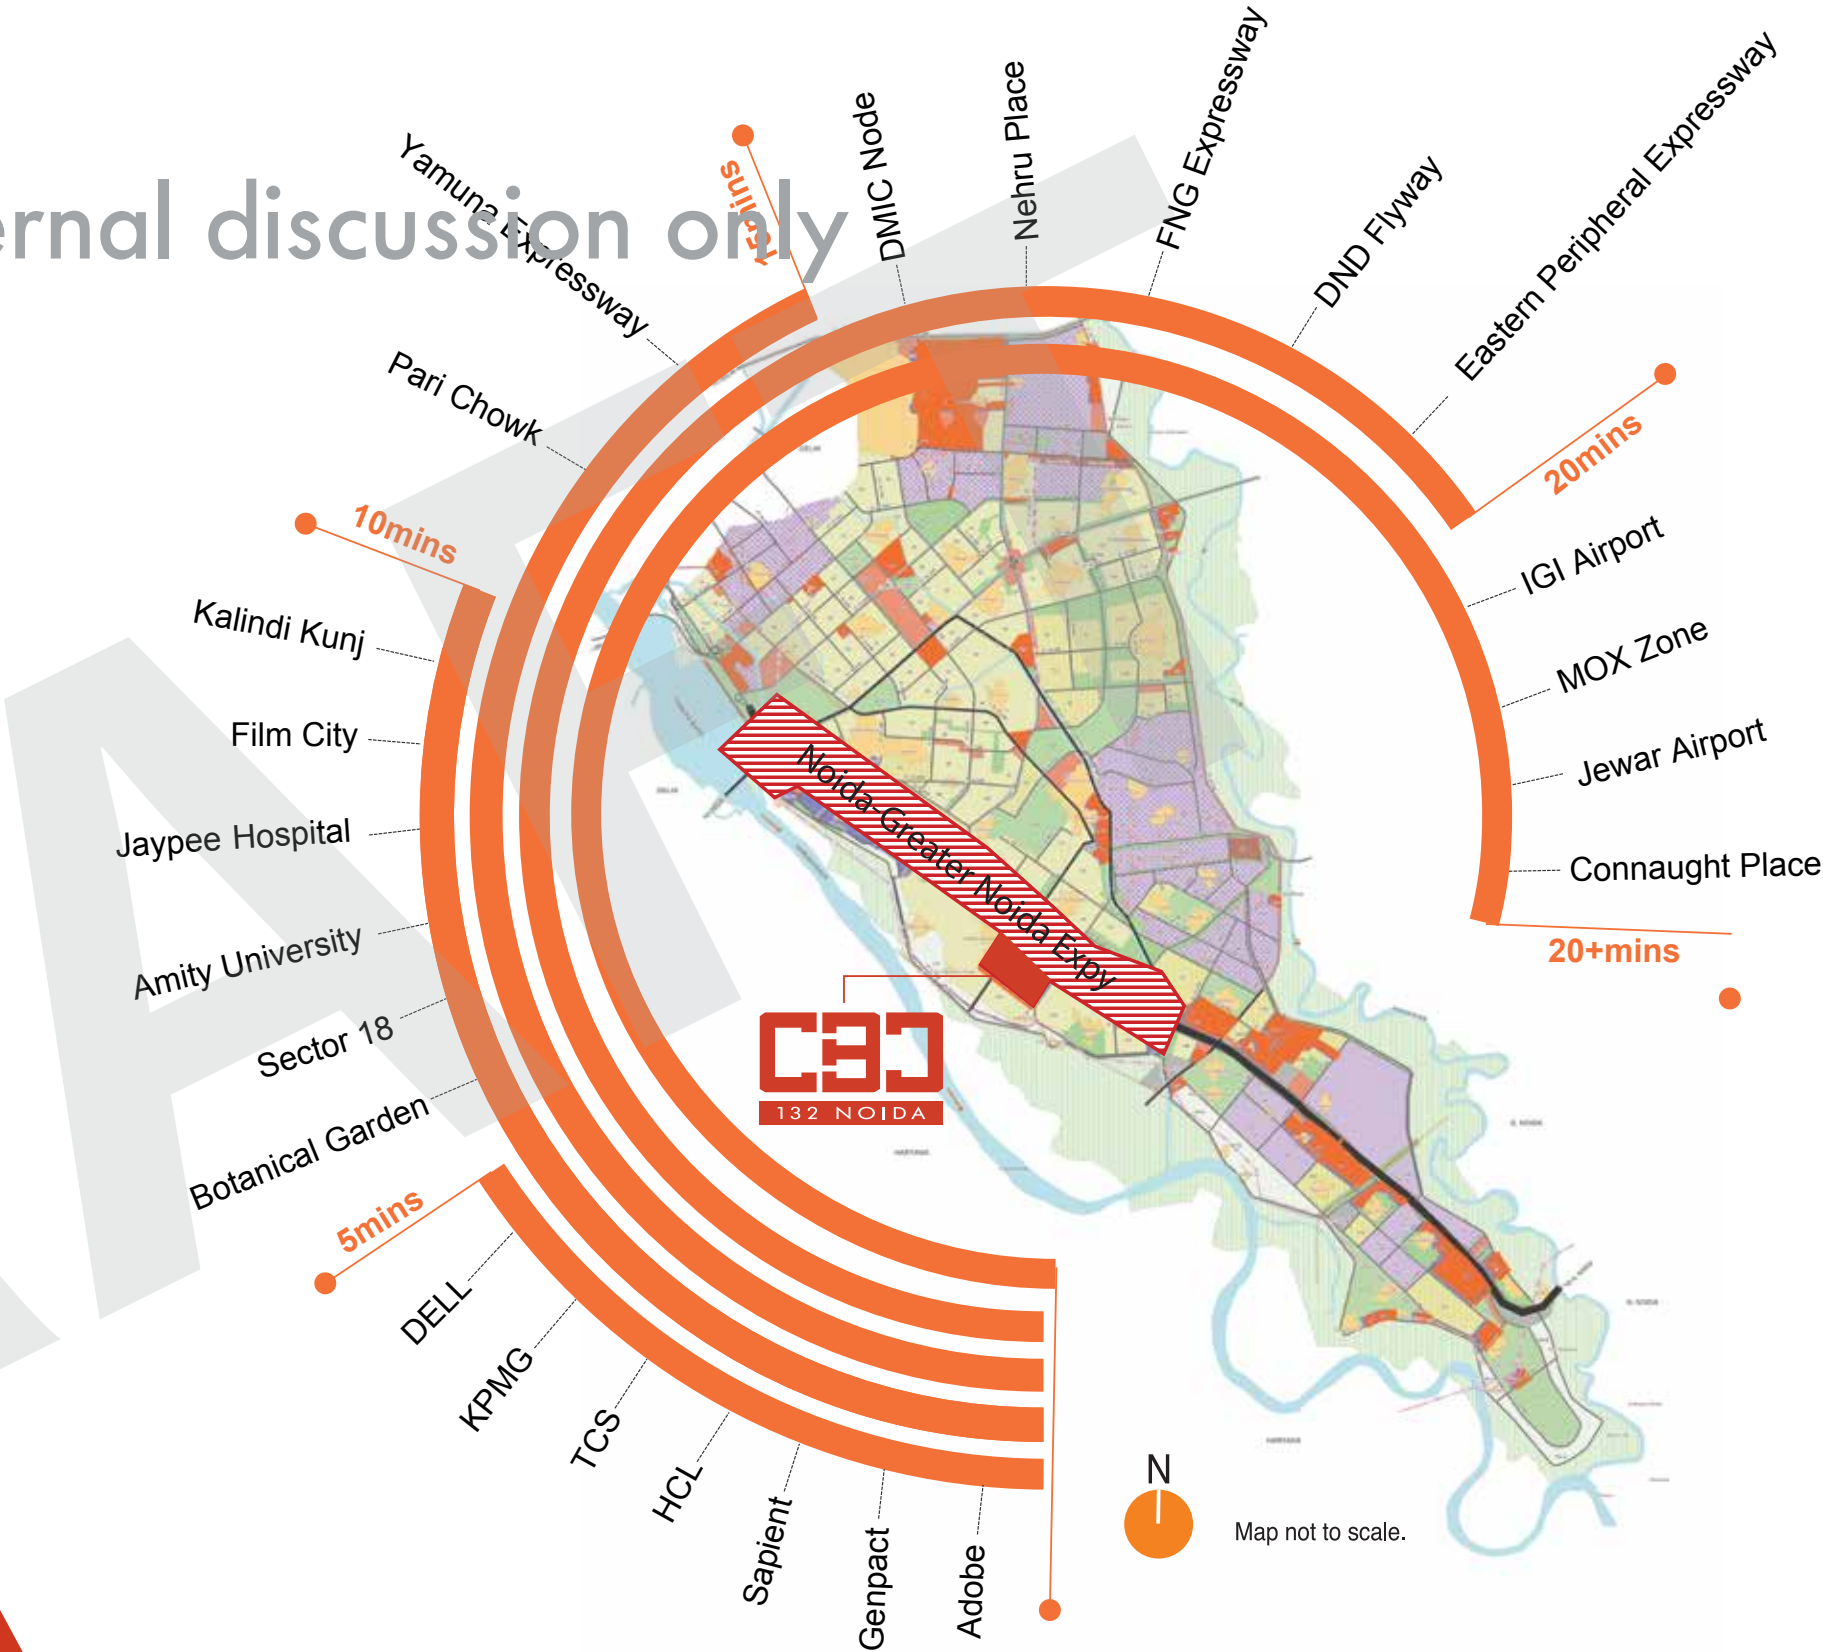 ernal discussion only
Yamuna Expressway
15mins
DMIC Node
Nehru Place
FNG Expressway
DND Flyway
Eastern Peripheral Expressway
20mins
Pari Chowk
10mins
Kalindi Kunj
Film City
Jaypee Hospital
Amity University
Sector 18
Botanical Garden
5mins
DELL
KPMG
TCS
HCL
Sapient
Genpact
Adobe
IGI Airport
MOX Zone
Jewar Airport
Connaught Place
20+mins
Noida-Greater Noida Expy
132 NOIDA
N
Map not to scale.